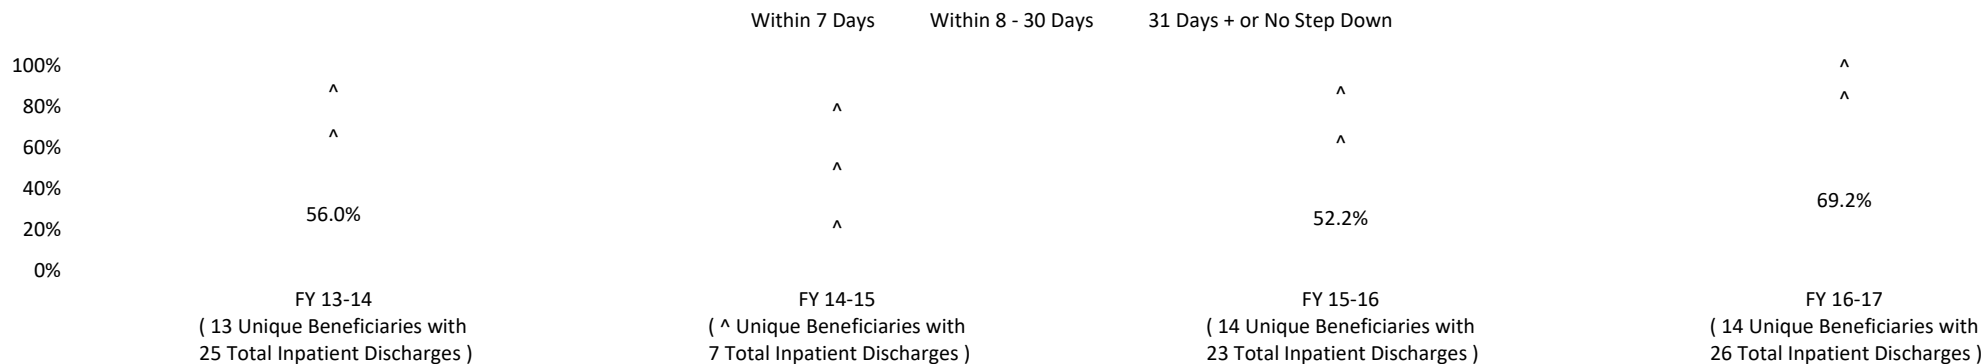 Within 7 Days Within 8 - 30 Days 31 Days + or No Step Down
100%
80%
60%
40%
20%
0%
^
^
56.0%
^
^
^
^
^
52.2%
^
^
69.2%
FY 13-14
( 13 Unique Beneficiaries with
25 Total Inpatient Discharges )
FY 14-15
( ^ Unique Beneficiaries with
7 Total Inpatient Discharges )
FY 15-16
( 14 Unique Beneficiaries with
23 Total Inpatient Discharges )
FY 16-17
( 14 Unique Beneficiaries with
26 Total Inpatient Discharges )